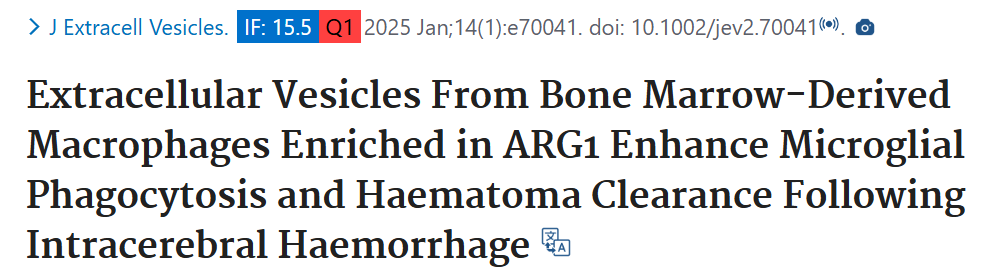 J Extracell Vesicles. IF: 15.5 Q1 2025 Jan;14(1):e70041. doi: 10.1002/jev2.70041.
Extracellular Vesicles From Bone Marrow-Derived
Macrophages Enriched in ARG1 Enhance Microglial
Phagocytosis and Haematoma Clearance Following
Intracerebral Haemorrhage